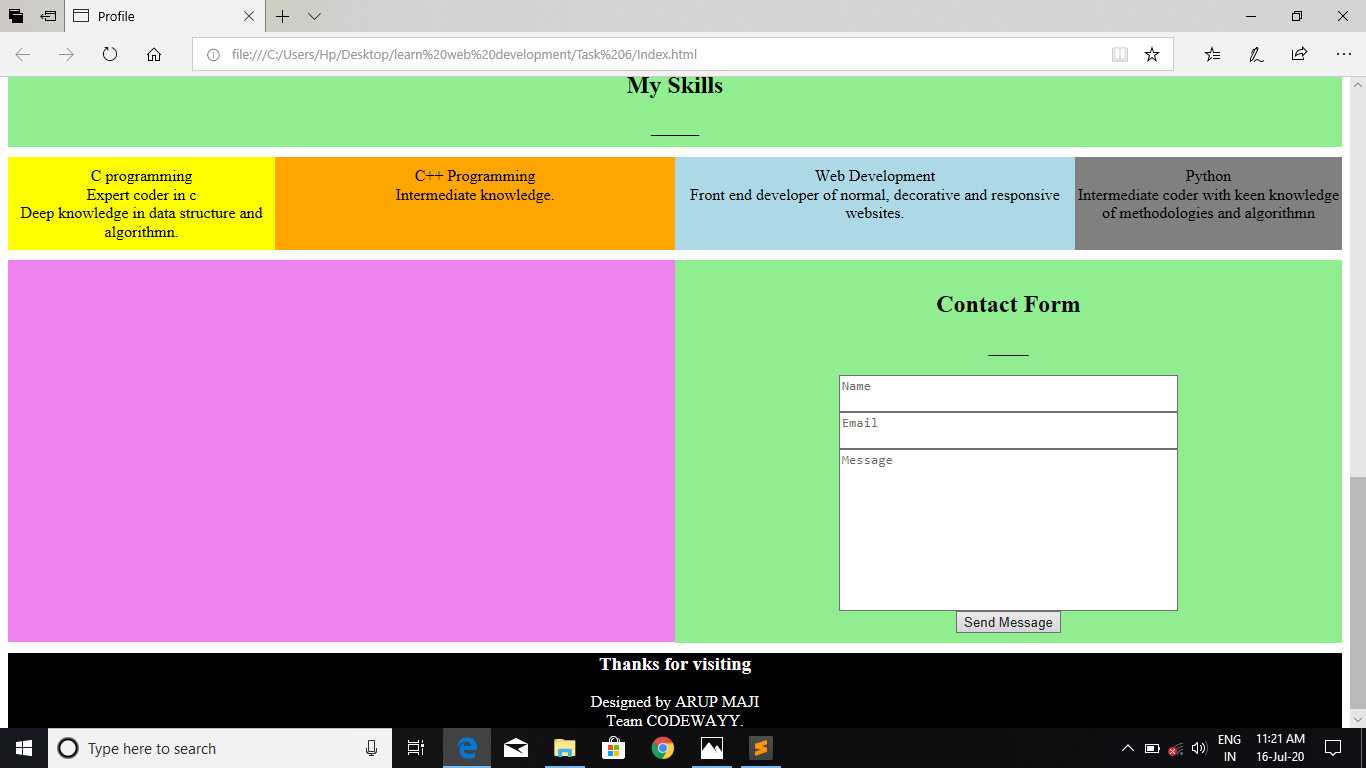 Profile
file:///C:/Users/Hp/Desktop/learn%20web%20development/Task%206/Index.html
My Skills
C programming
Expert coder in c
Deep knowledge in data structure and
algorithmn.
C++ Programming
Intermediate knowledge.
Web Development
Front end developer of normal, decorative and responsive
websites.
Python
Intermediate coder with keen knowledge
of methodologies and algorithmn
Contact Form
Name
Email
Message
Send Message
Thanks for visiting
Designed by ARUP MAJI
Team CODEWAYY.
Type here to search
ENG
IN
11:21 AM
16-Jul-20